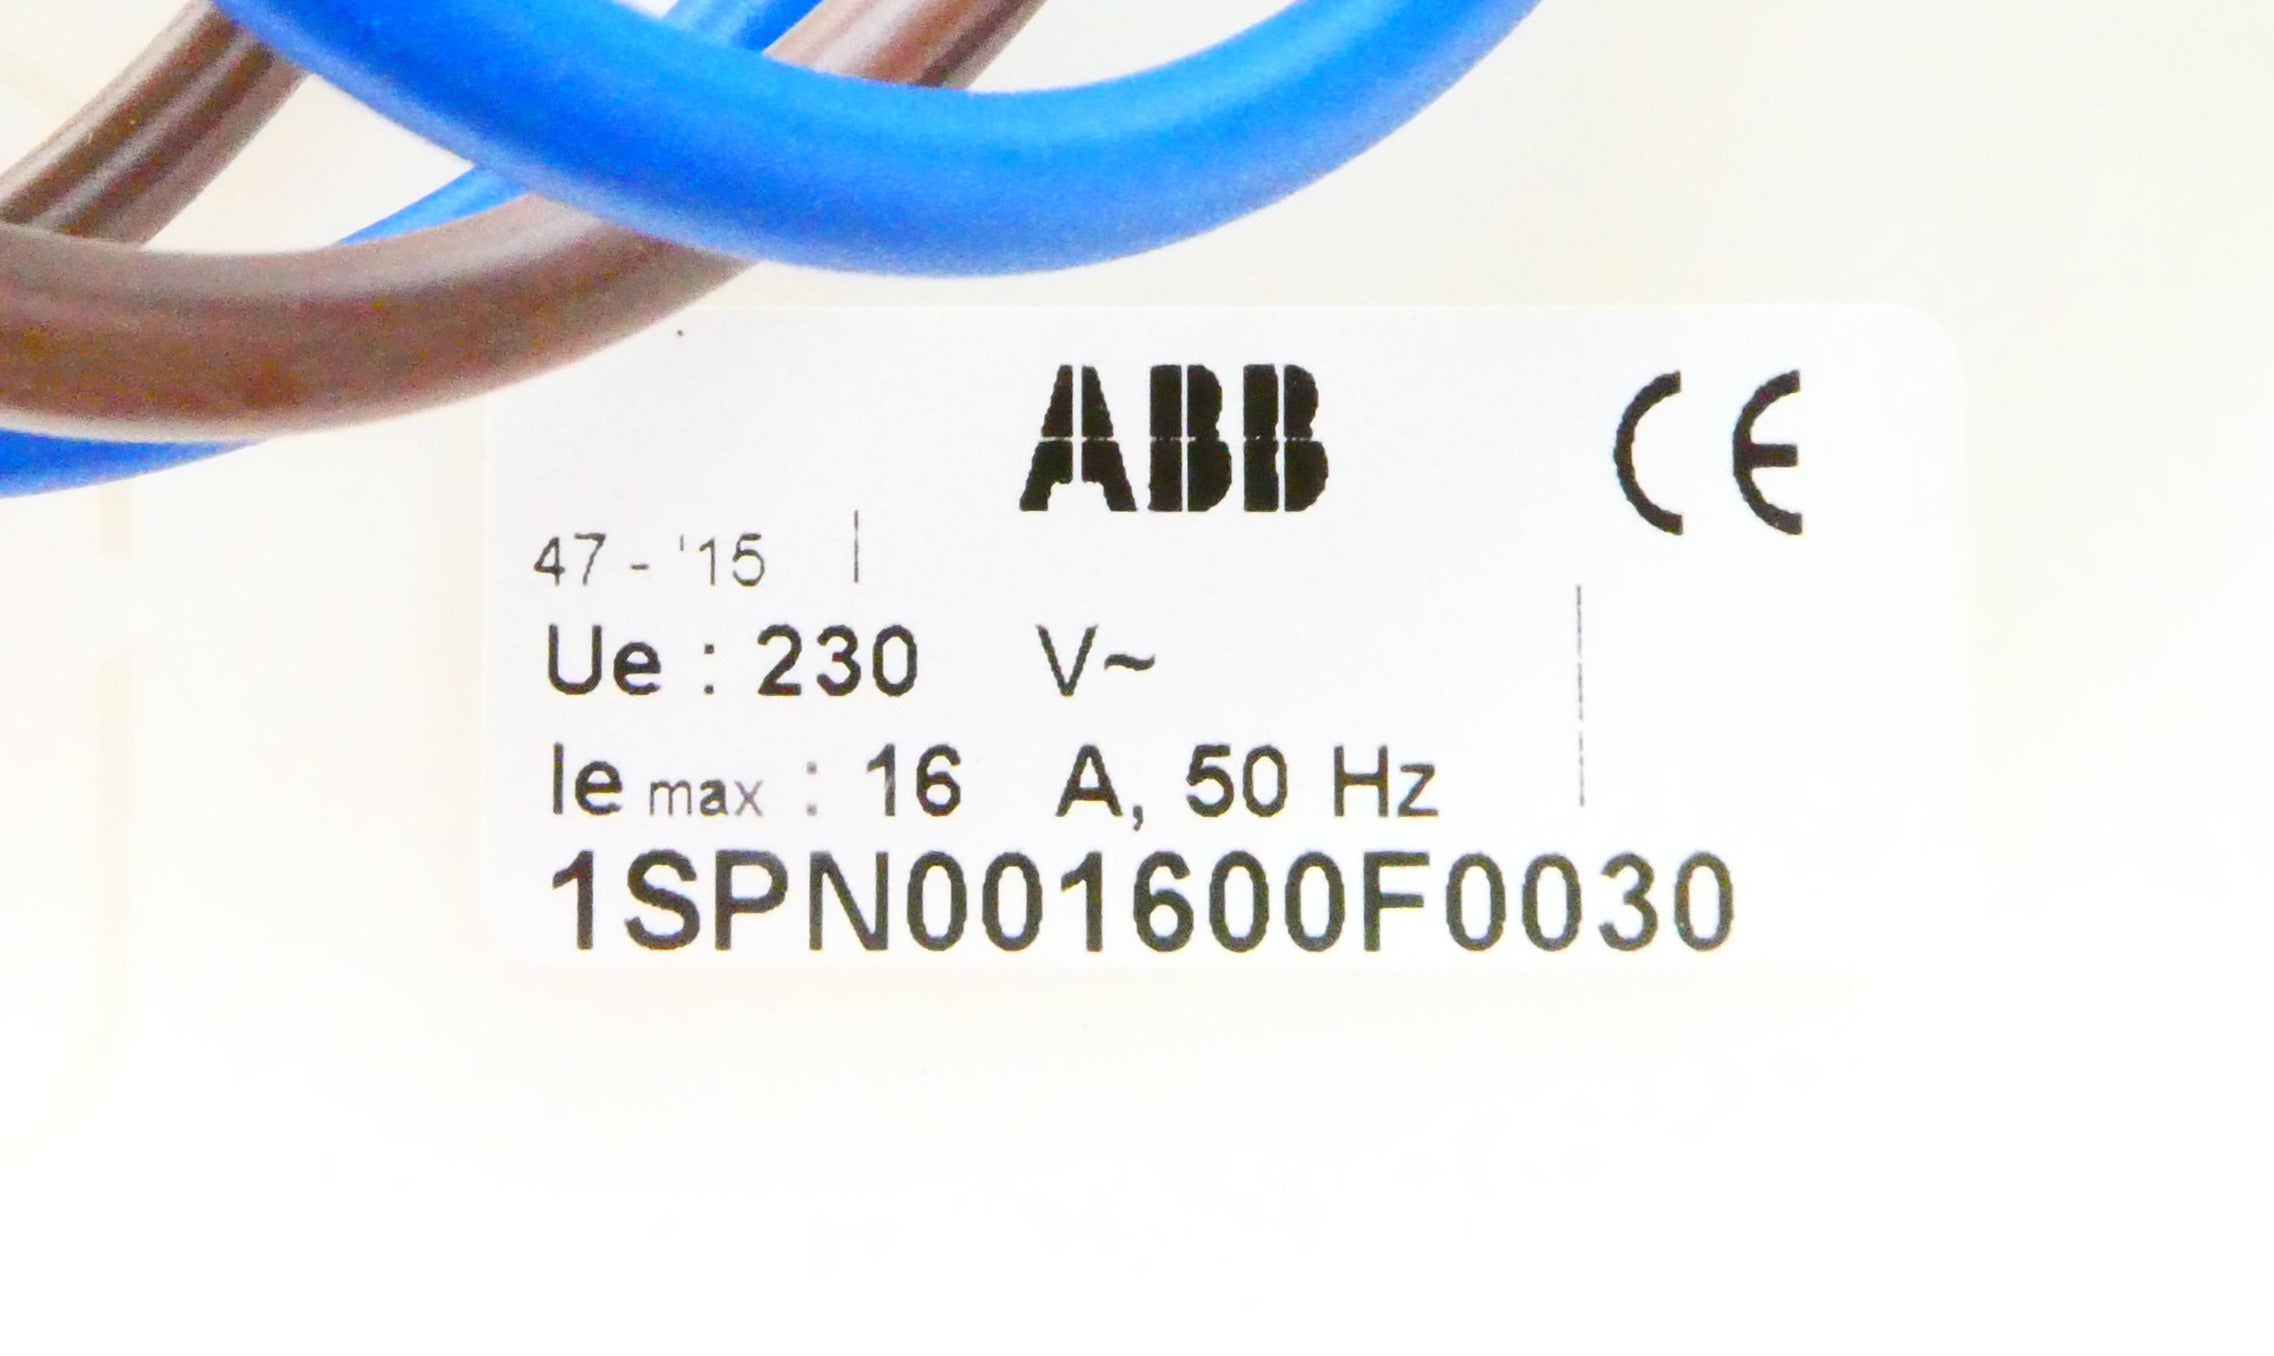 ABB CE
47 - '15
Ue : 230 V~
Ie max : 16 A, 50 Hz
1SPN001600F0030